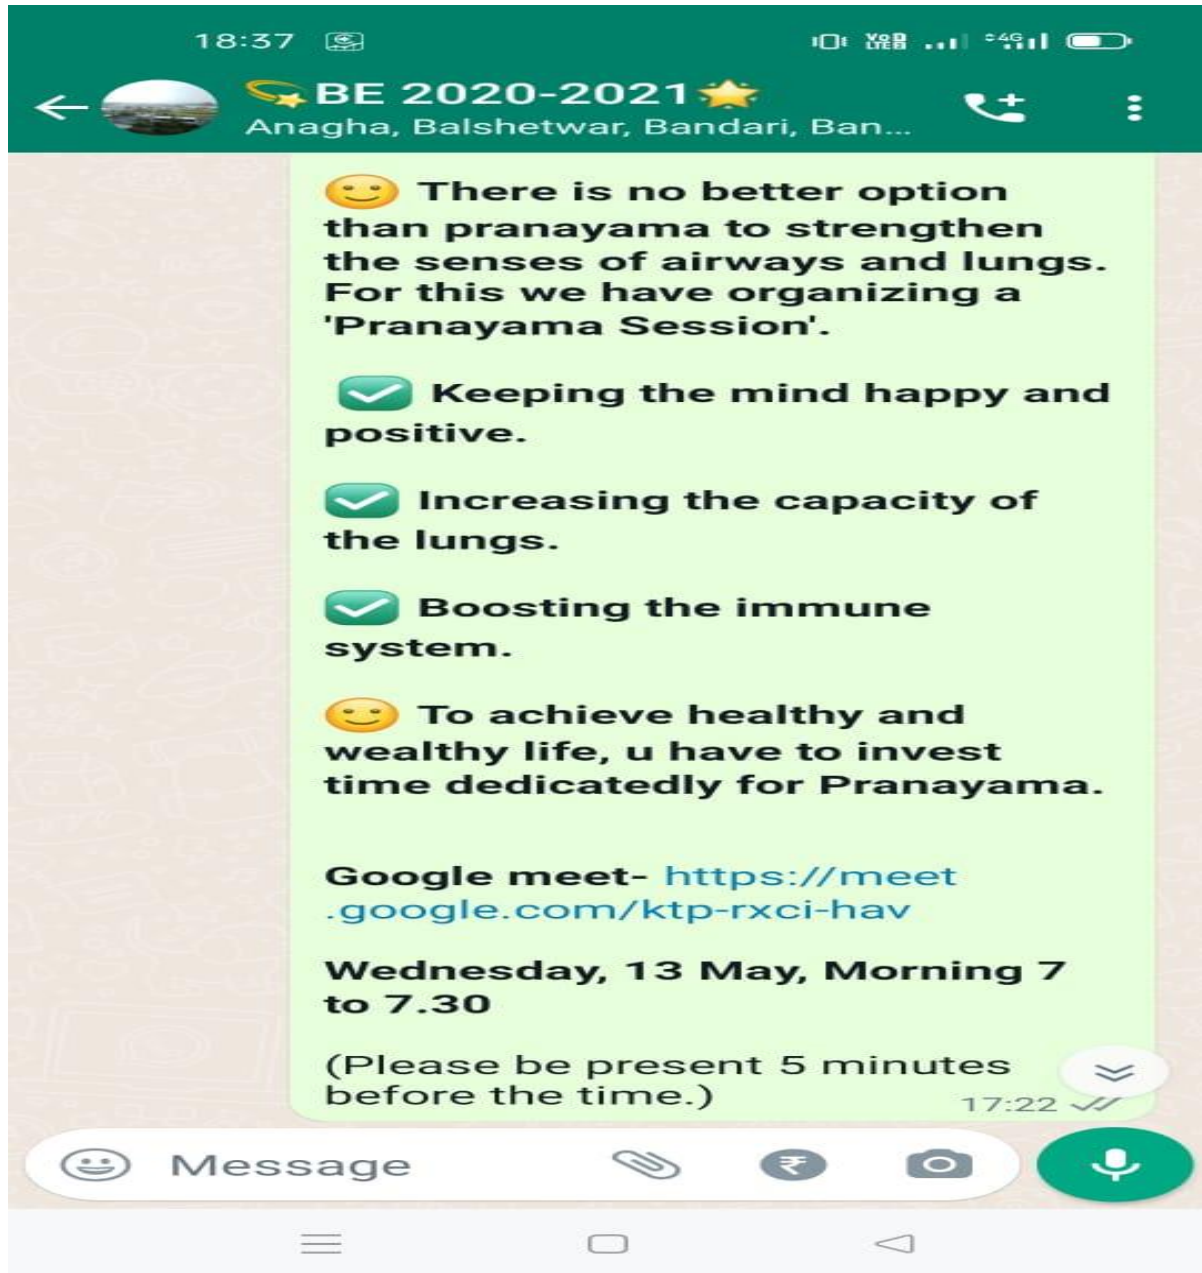 18:37
VoD LTE 4G
💫BE 2020-2021🌟
Anagha, Balshetwar, Bandari, Ban...
🙂 There is no better option
than pranayama to strengthen
the senses of airways and lungs.
For this we have organizing a
'Pranayama Session'.
✅ Keeping the mind happy and
positive.
✅ Increasing the capacity of
the lungs.
✅ Boosting the immune
system.
🙂 To achieve healthy and
wealthy life, u have to invest
time dedicatedly for Pranayama.
Google meet- https://meet
.google.com/ktp-rxci-hav
Wednesday, 13 May, Morning 7
to 7.30
(Please be present 5 minutes
before the time.)
17:22
Message